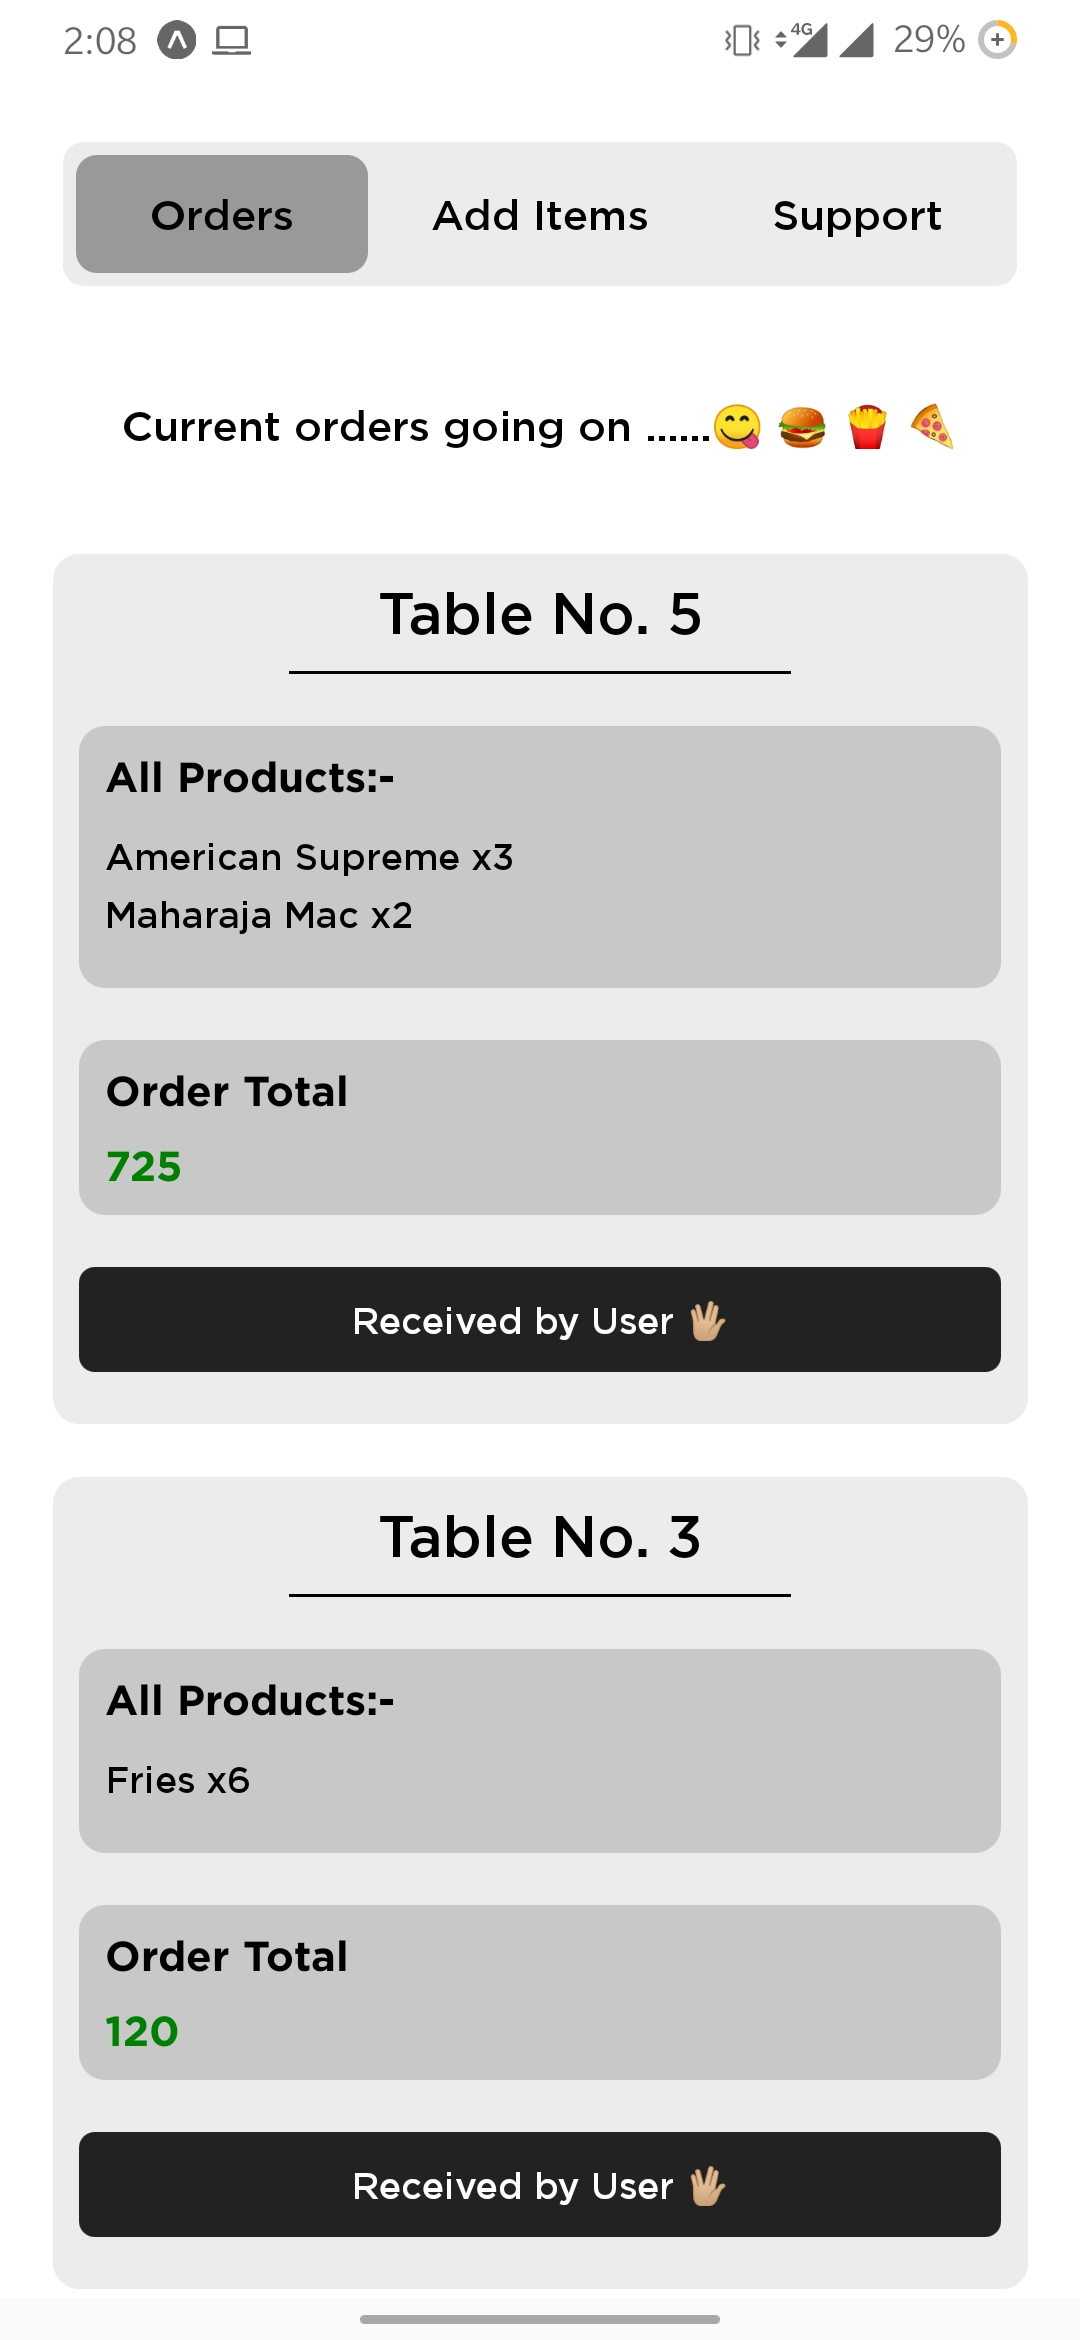 2:08 4G 29%
Orders Add Items Support
Current orders going on ......😋 🍔 🍟 🍕
Table No. 5
All Products:-
American Supreme x3
Maharaja Mac x2
Order Total
725
Received by User 🖖🏼
Table No. 3
All Products:-
Fries x6
Order Total
120
Received by User 🖖🏼